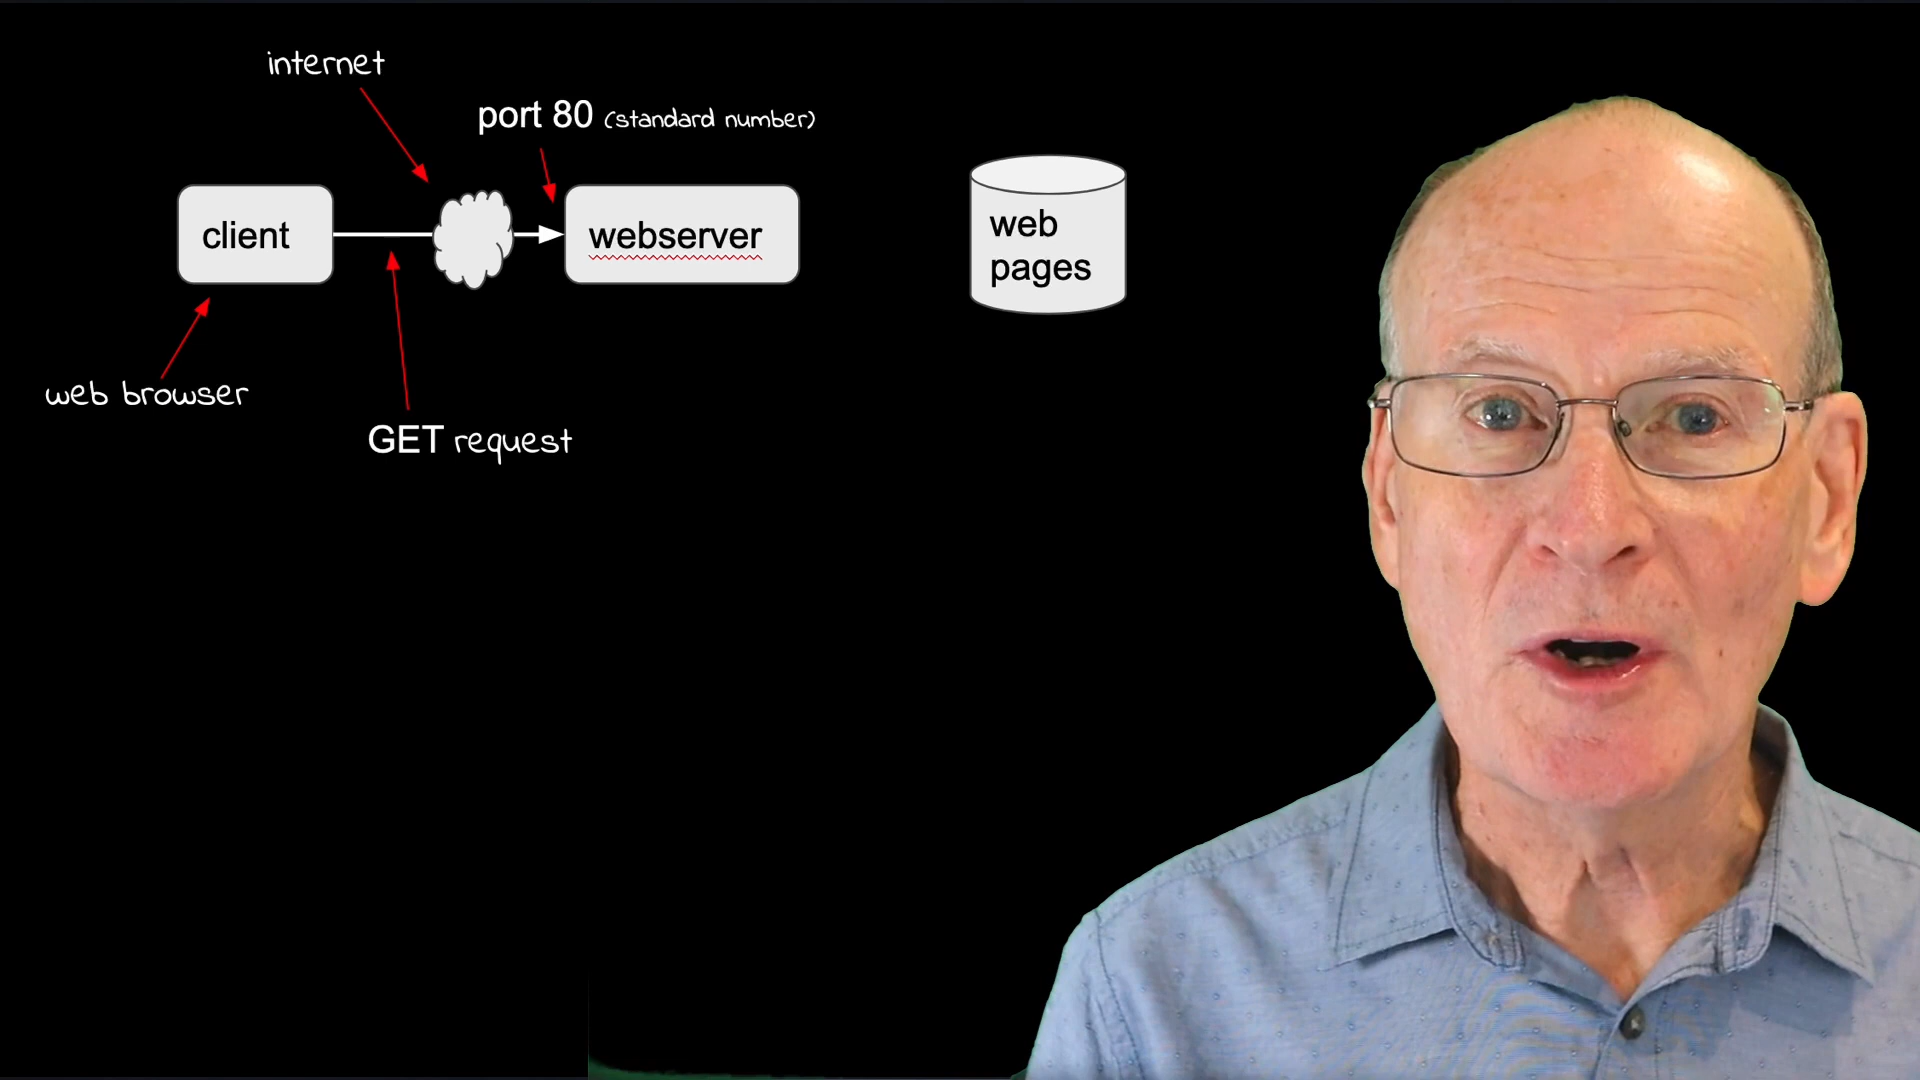 internet
port 80 (standard number)
client
webserver
web
pages
web browser
GET request